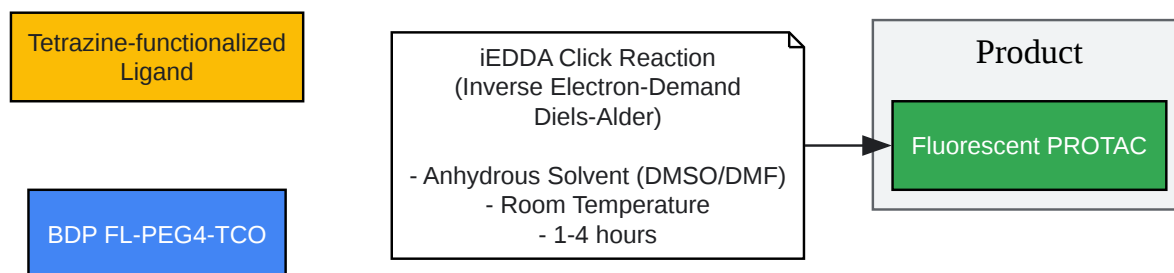 Tetrazine-functionalized
Ligand
BDP FL-PEG4-TCO
iEDDA Click Reaction
(Inverse Electron-Demand
Diels-Alder)
- Anhydrous Solvent (DMSO/DMF)
- Room Temperature
- 1-4 hours
Product
Fluorescent PROTAC